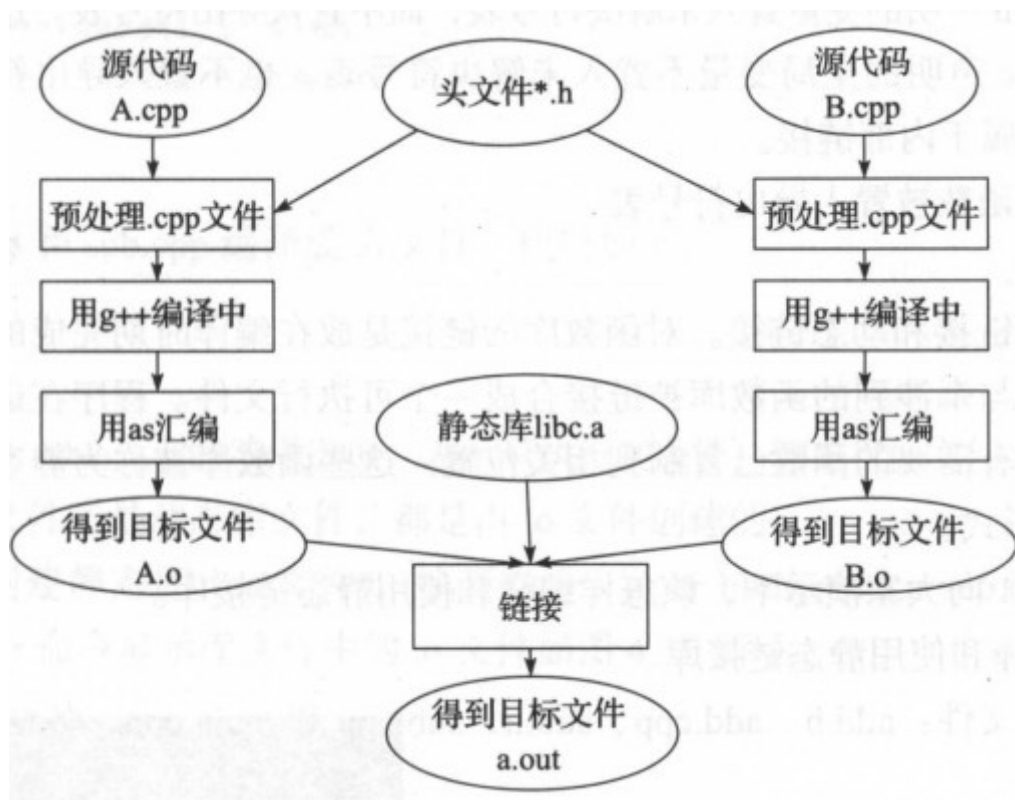 源代码
A.cpp
头文件*.h
源代码
B.cpp
预处理.cpp文件
预处理.cpp文件
用g++编译中
用g++编译中
用as汇编
静态库libc.a
用as汇编
得到目标文件
A.o
得到目标文件
B.o
链接
得到目标文件
a.out